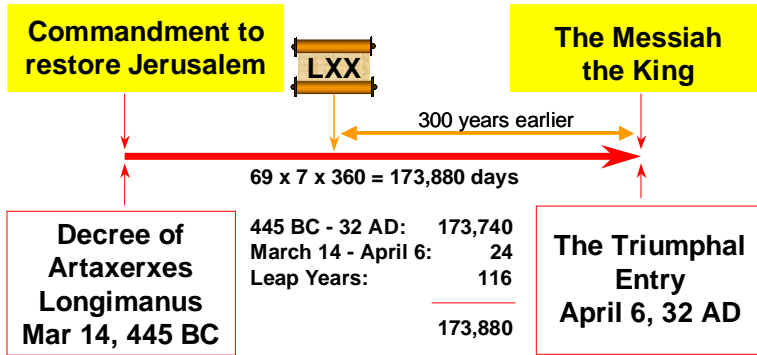 Commandment to
restore Jerusalem
LXX
The Messiah
the King
300 years earlier
69 x 7 x 360 = 173,880 days
Decree of
Artaxerxes
Longimanus
Mar 14, 445 BC
445 BC - 32 AD: 173,740
March 14 - April 6: 24
Leap Years: 116
173,880
The Triumphal
Entry
April 6, 32 AD